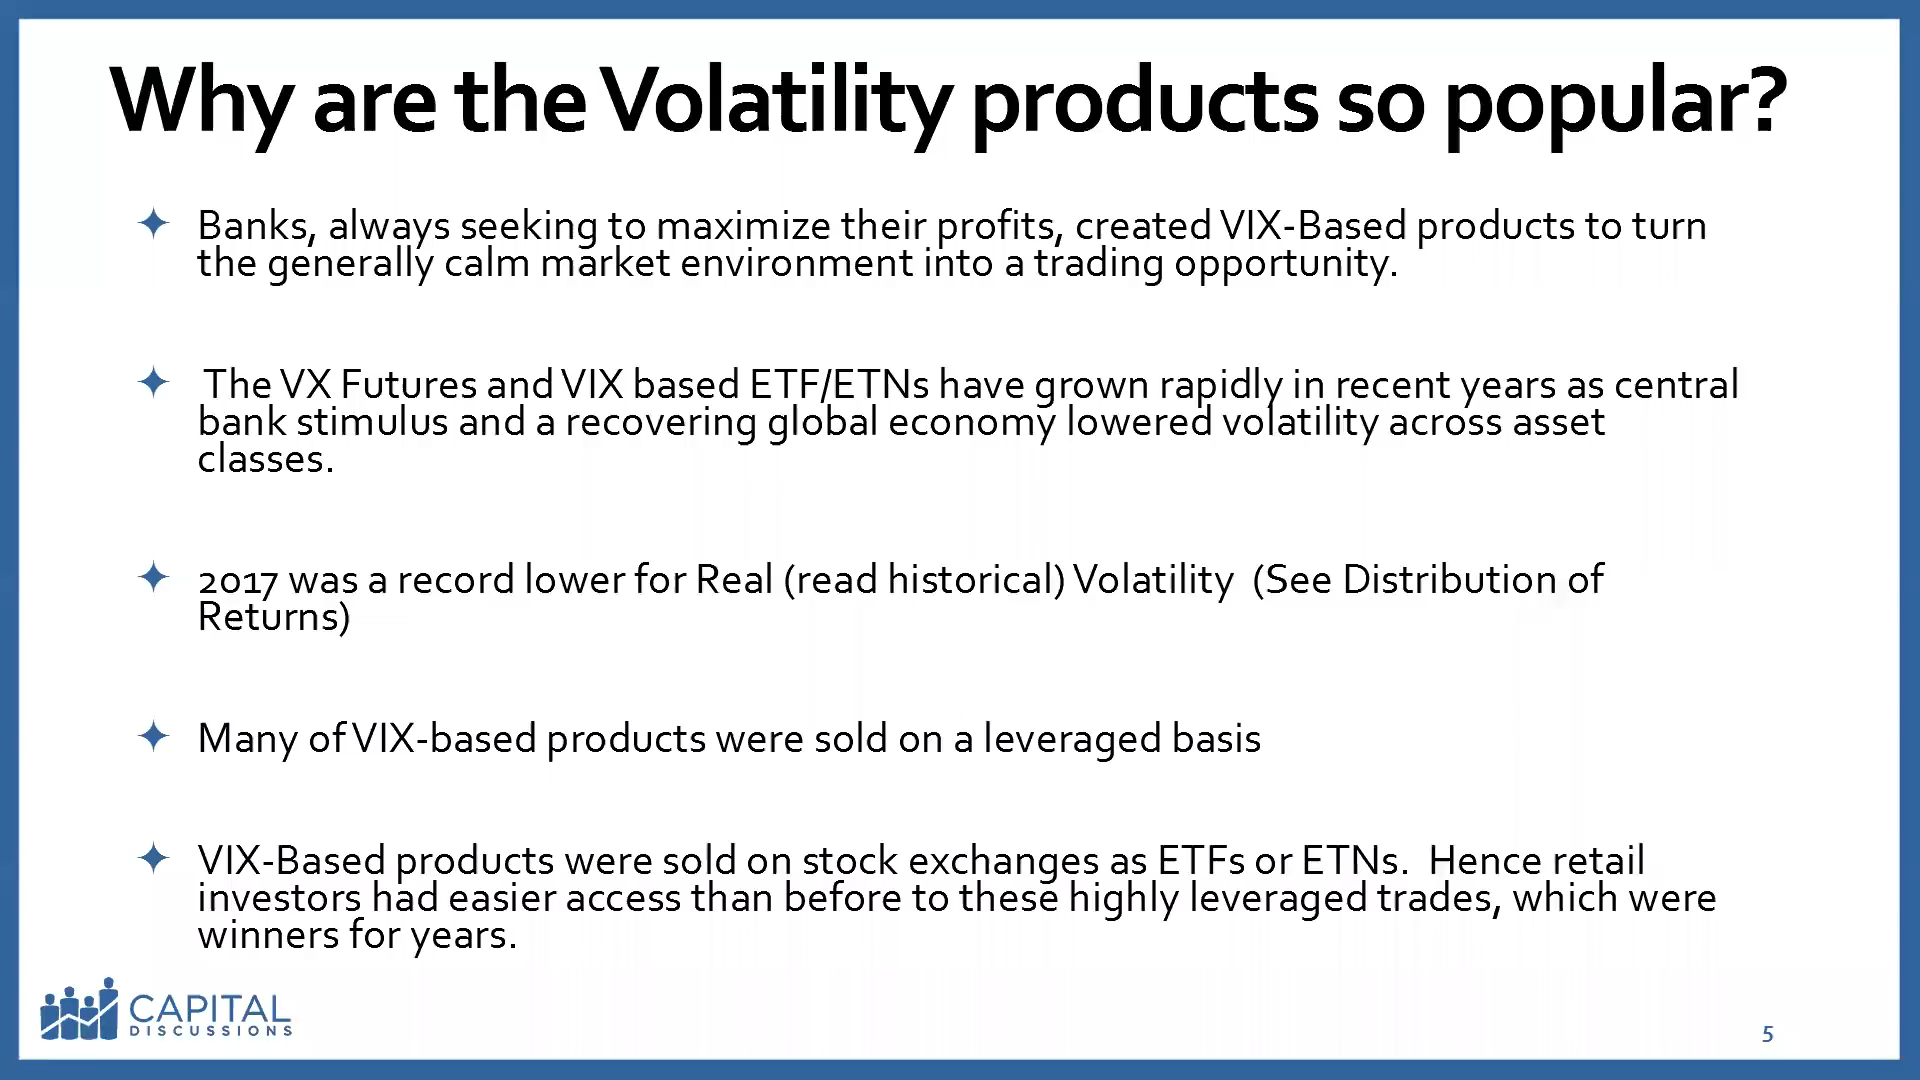 Why are the Volatility products so popular?
Banks, always seeking to maximize their profits, created VIX-Based products to turn
the generally calm market environment into a trading opportunity.
The VX Futures and VIX based ETF/ETNs have grown rapidly in recent years as central
bank stimulus and a recovering global economy lowered volatility across asset
classes.
2017 was a record lower for Real (read historical) Volatility (See Distribution of
Returns)
Many of VIX-based products were sold on a leveraged basis
VIX-Based products were sold on stock exchanges as ETFs or ETNs. Hence retail
investors had easier access than before to these highly leveraged trades, which were
winners for years.
CAPITAL
DISCUSSIONS
5